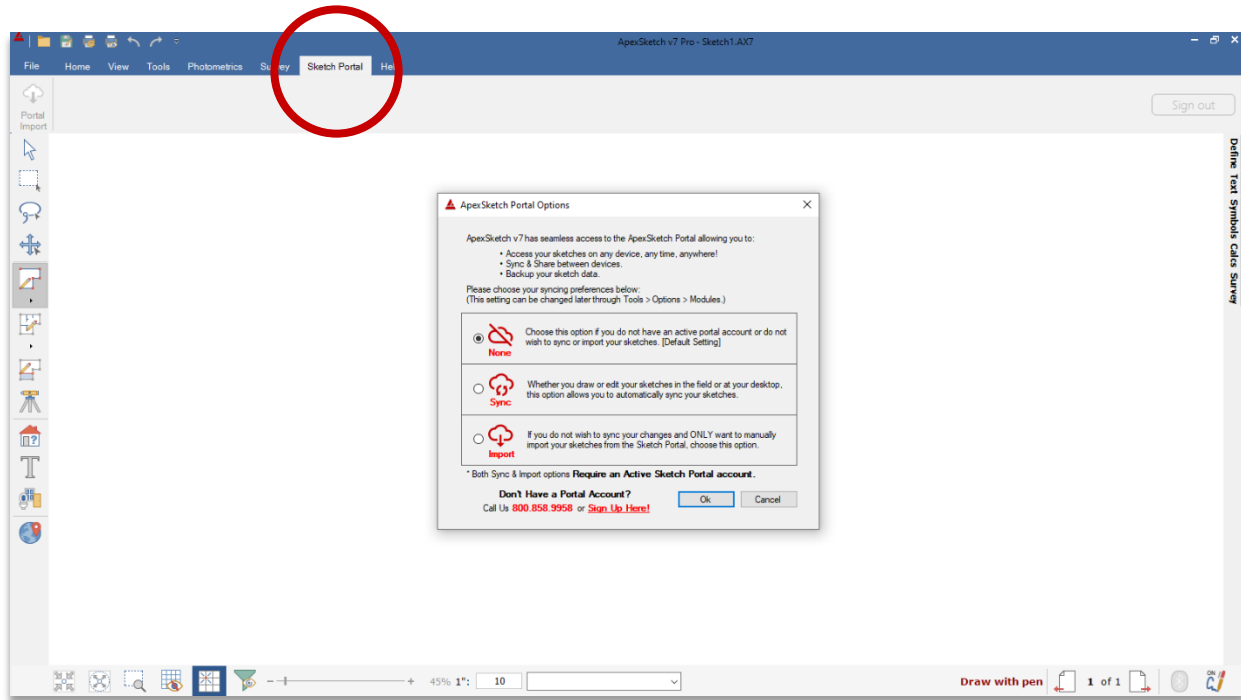 ApexSketch v7 Pro - Sketch1.AX7
File Home View Tools Photometrics Survey Sketch Portal Help
Portal
Import
Sign out
Define Text Symbols Calcs Survey
ApexSketch Portal Options
ApexSketch v7 has seamless access to the ApexSketch Portal allowing you to:
• Access your sketches on any device, any time, anywhere!
• Sync & Share between devices.
• Backup your sketch data.
Please choose your syncing preferences below:
(This setting can be changed later through Tools > Options > Modules.)
Choose this option if you do not have an active portal account or do not
wish to sync or import your sketches. [Default Setting]
None
Whether you draw or edit your sketches in the field or at your desktop,
this option allows you to automatically sync your sketches.
Sync
If you do not wish to sync your changes and ONLY want to manually
import your sketches from the Sketch Portal, choose this option.
Import
* Both Sync & Import options Require an Active Sketch Portal account.
Don't Have a Portal Account?
Call Us 800.858.9958 or Sign Up Here!
Ok Cancel
45% 1": 10
Draw with pen 1 of 1
ON